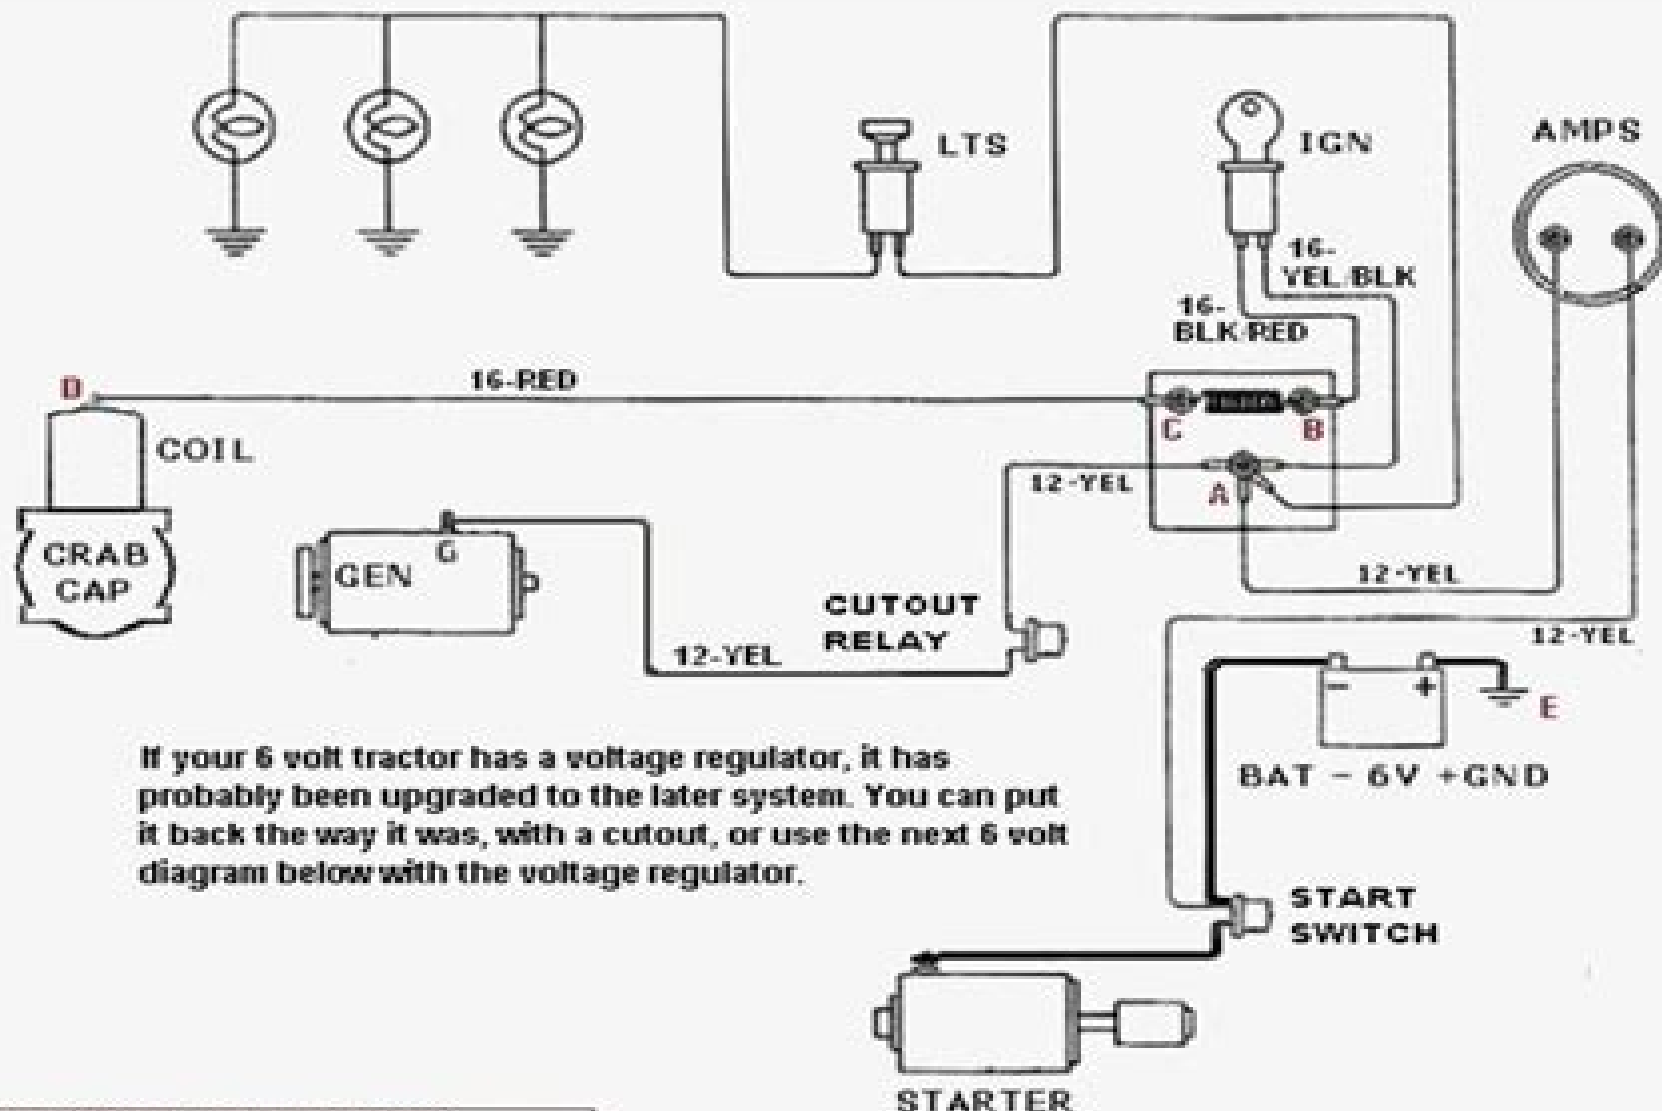 LTS
IGN
AMPS
16-
YEL/BLK
16-
BLK/RED
D
16-RED
C
B
COIL
12-YEL
A
CRAB
CAP
G
GEN
12-YEL
CUTOUT
RELAY
12-YEL
12-YEL
- +
E
BAT - 6V +GND
If your 6 volt tractor has a voltage regulator, it has
probably been upgraded to the later system. You can put
it back the way it was, with a cutout, or use the next 6 volt
diagram below with the voltage regulator.
START
SWITCH
STARTER